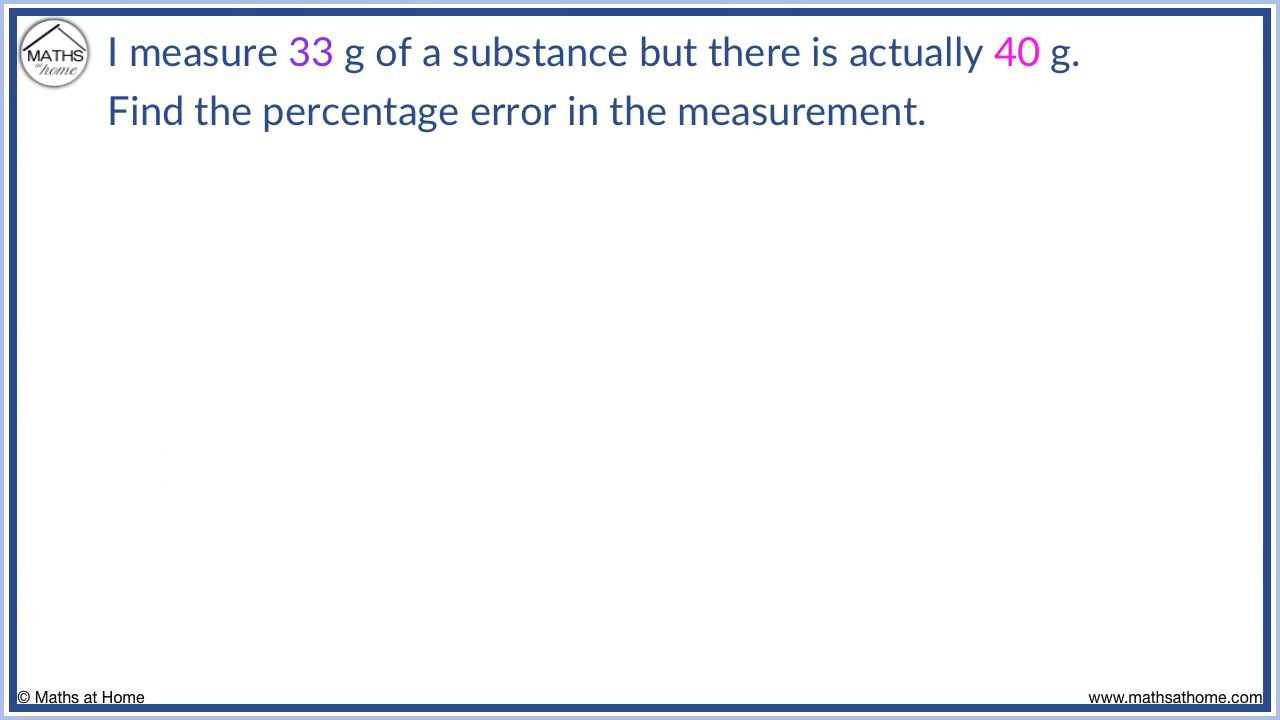 MATHS
at
home
I measure 33 g of a substance but there is actually 40 g.
Find the percentage error in the measurement.
© Maths at Home
www.mathsathome.com